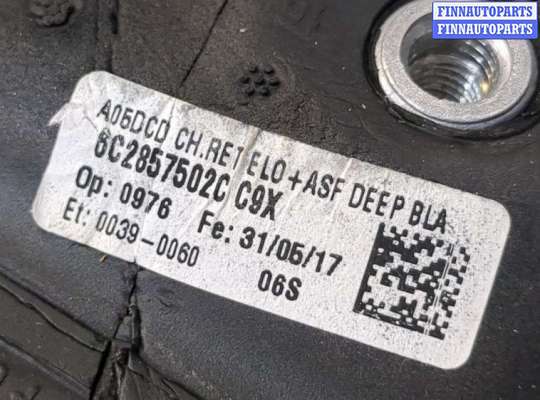 FINNAUTOPARTS
FINNAUTOPARTS
A05DCD CH.RET ELO+ASF DEEP BLA
6C2857502C C9X
Op: 0976 Fe: 31/05/17
Et: 0039-0060 06S